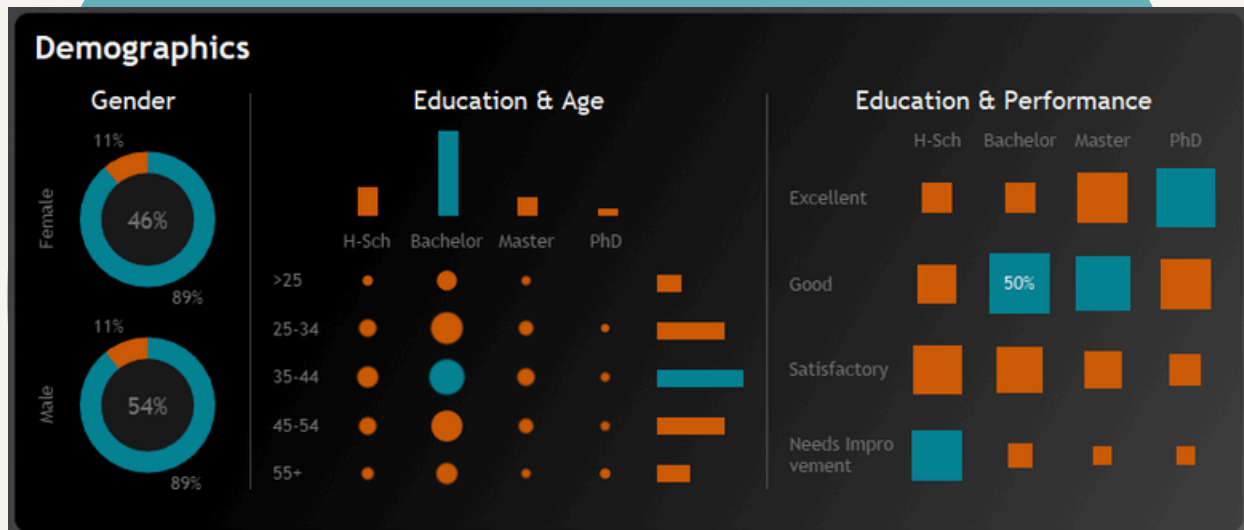 Demographics
Gender
11%
Female
46%
89%
11%
Male
54%
89%
Education & Age
H-Sch Bachelor Master PhD
>25
25-34
35-44
45-54
55+
Education & Performance
H-Sch Bachelor Master PhD
Excellent
Good
50%
Satisfactory
Needs Impro
vement